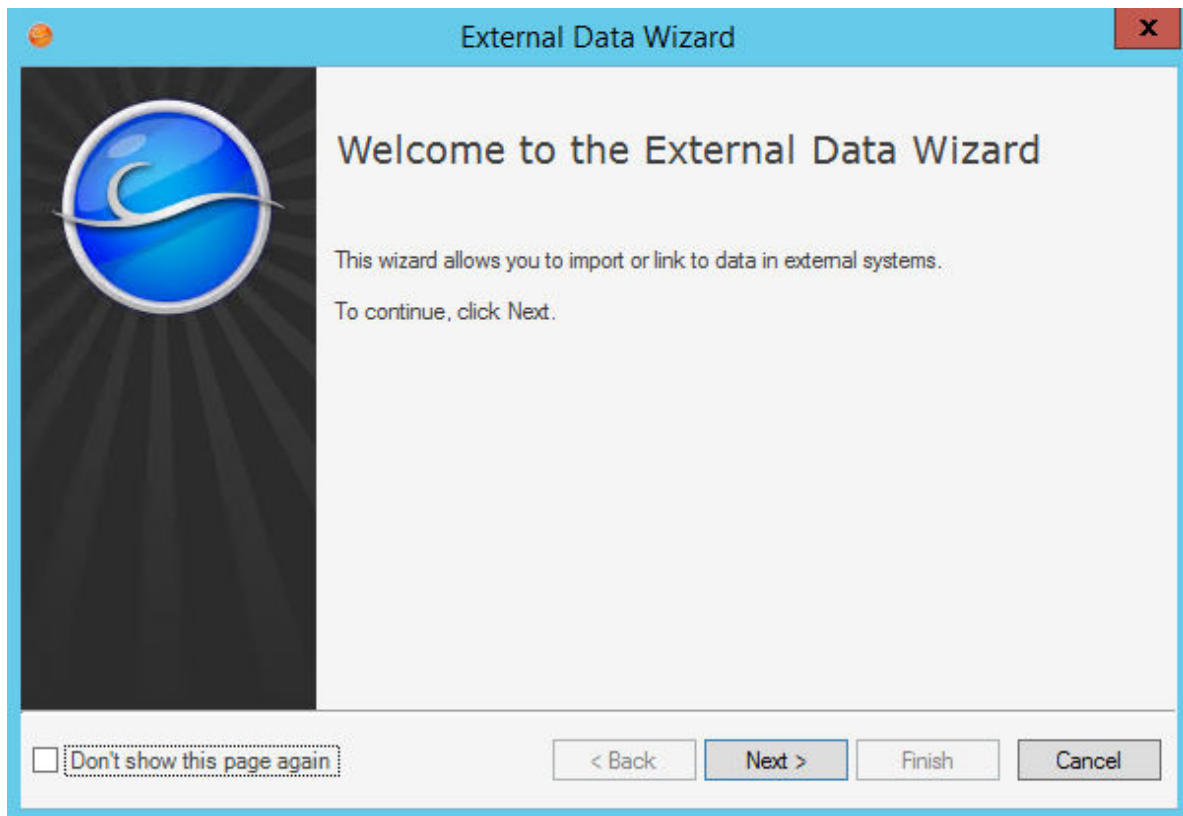 External Data Wizard
X
Welcome to the External Data Wizard
This wizard allows you to import or link to data in external systems.
To continue, click Next.
Don't show this page again
< Back
Next >
Finish
Cancel